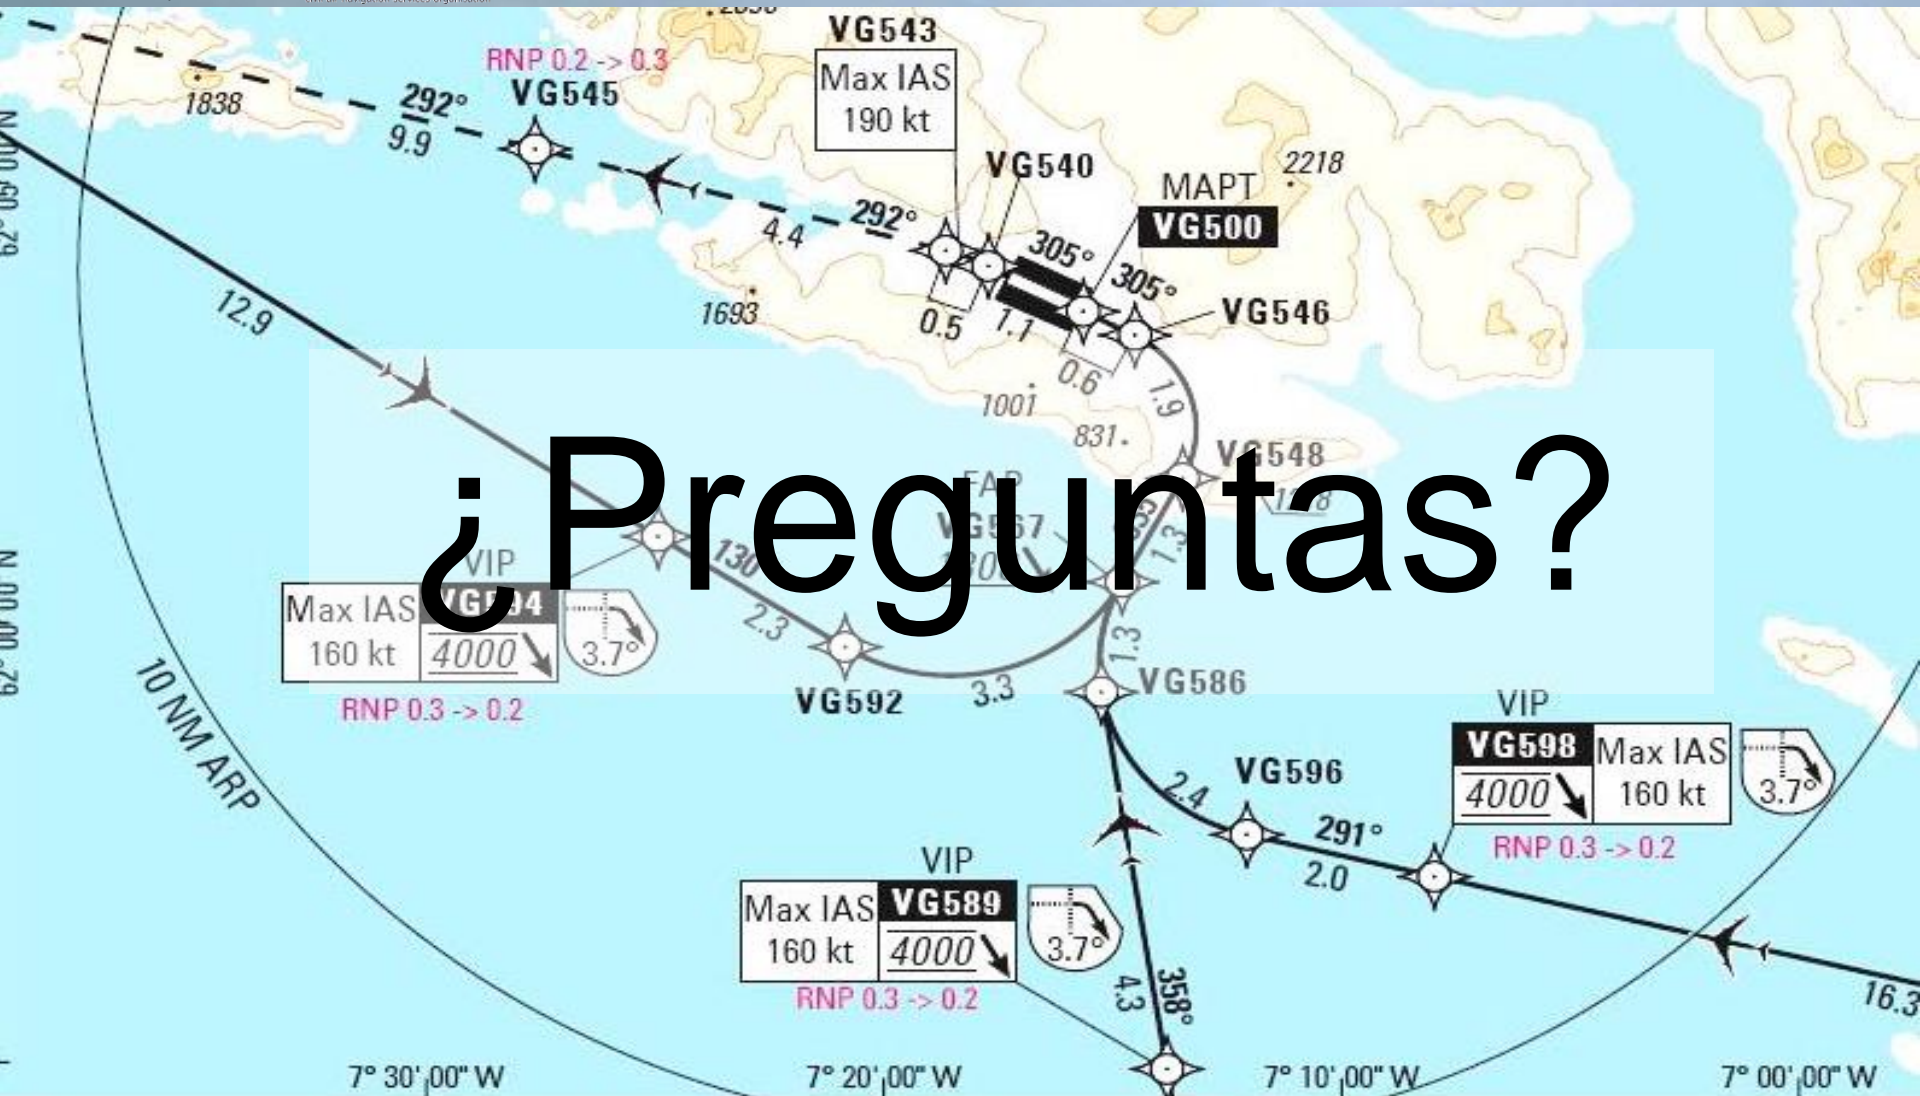 VG543
RNP 0.2 -> 0.3
VG545
Max IAS
190 kt
1838
292°
9.9
VG540
2218
MAPT
VG500
292°
4.4
305°
305°
VG546
12.9
1693
0.5
1.1
0.6
1.9
1001
831
VG548
¿Preguntas?
VIP
130°
1.3
Max IAS
160 kt
VG594
4000
3.7°
2.3
RNP 0.3 -> 0.2
1.3
VG592
3.3
VG586
10 NM ARP
VIP
VG598
Max IAS
4000
160 kt
3.7°
RNP 0.3 -> 0.2
VG596
2.4
291°
2.0
VIP
Max IAS
160 kt
VG589
4000
3.7°
RNP 0.3 -> 0.2
4.3
358°
16.3
62° 00' 00" N
7° 30' 00" W
7° 20' 00" W
7° 10' 00" W
7° 00' 00" W